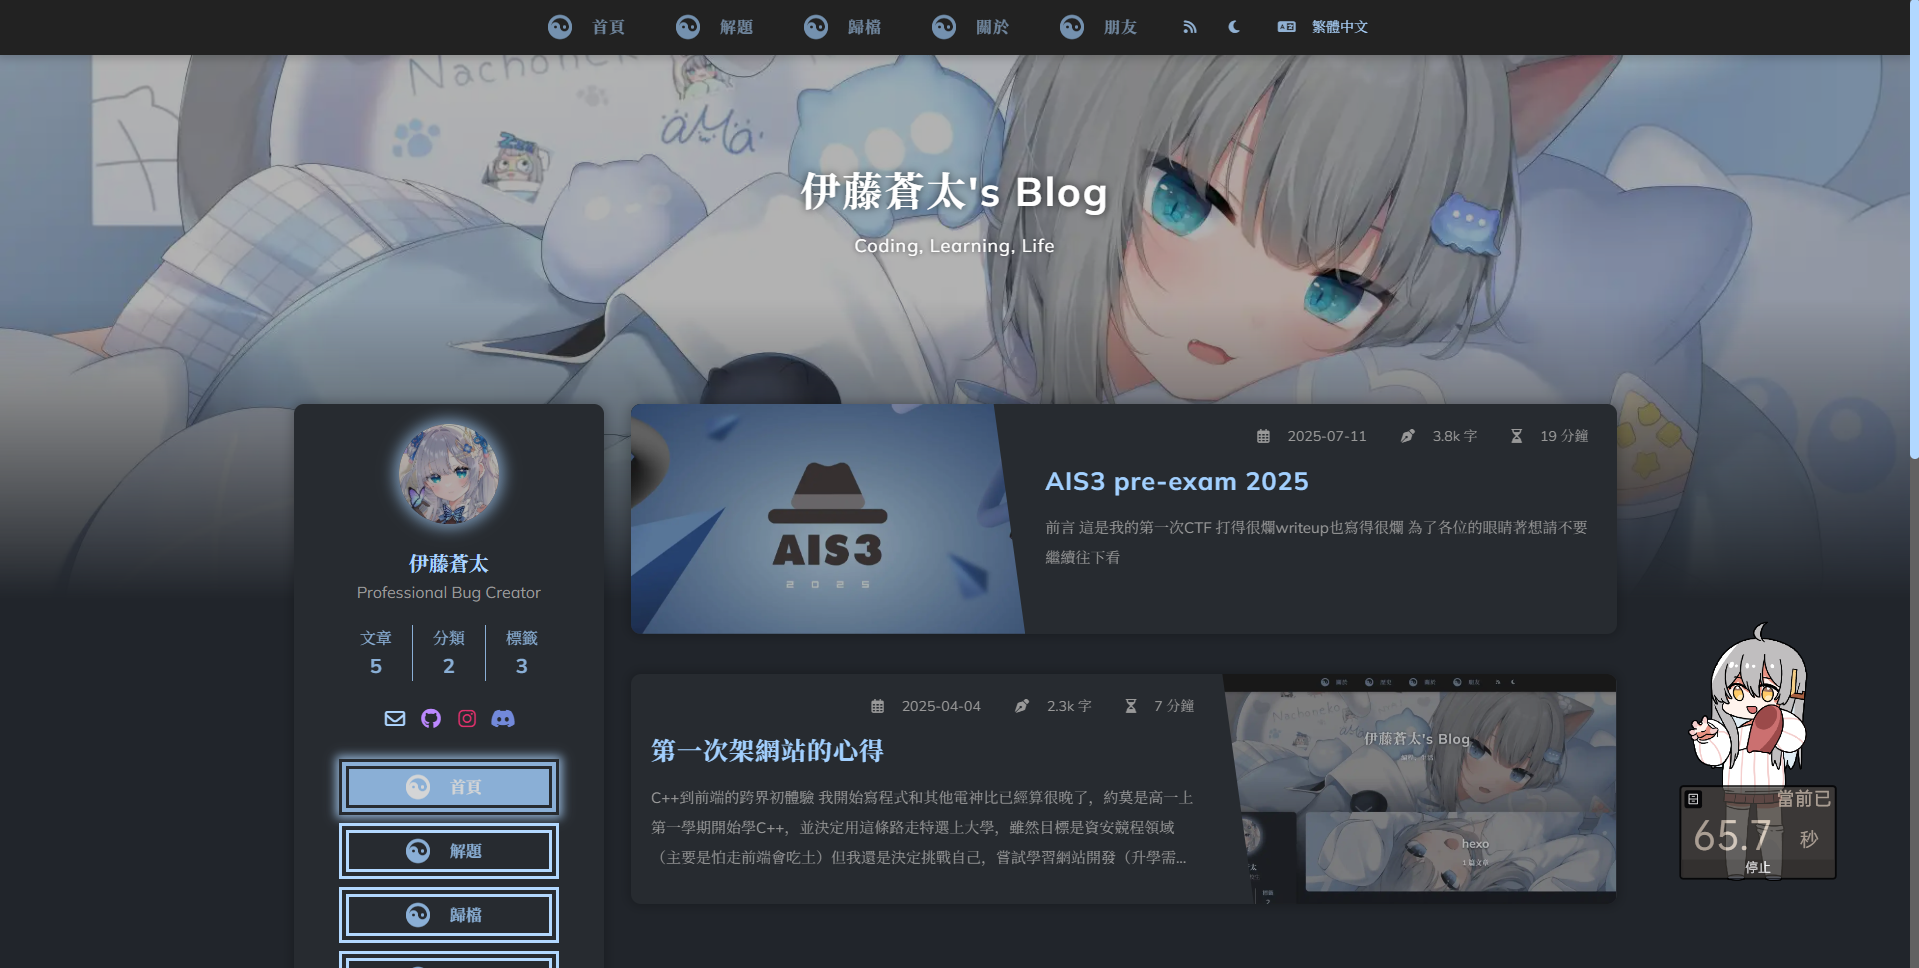 首頁
解題
歸檔
關於
朋友
繁體中文
Nachoneko
amà
伊藤蒼太's Blog
Coding, Learning, Life
伊藤蒼太
Professional Bug Creator
文章
5
分類
2
標籤
3
首頁
解題
歸檔
AIS3
2025
2025-07-11
3.8k 字
19 分鐘
AIS3 pre-exam 2025
前言 這是我的第一次CTF 打得很爛writeup也寫得很爛 為了各位的眼睛著想請不要
繼續往下看
2025-04-04
2.3k 字
7 分鐘
第一次架網站的心得
C++到前端的跨界初體驗 我開始寫程式和其他電神比已經算很晚了，約莫是高一上
第一學期開始學C++，並決定用這條路走特選上大學，雖然目標是資安競程領域
（主要是怕走前端會吃土）但我還是決定挑戰自己，嘗試學習網站開發（升學需...
伊藤蒼太's Blog
hexo
1 篇文章
當前已
65.7 秒
停止